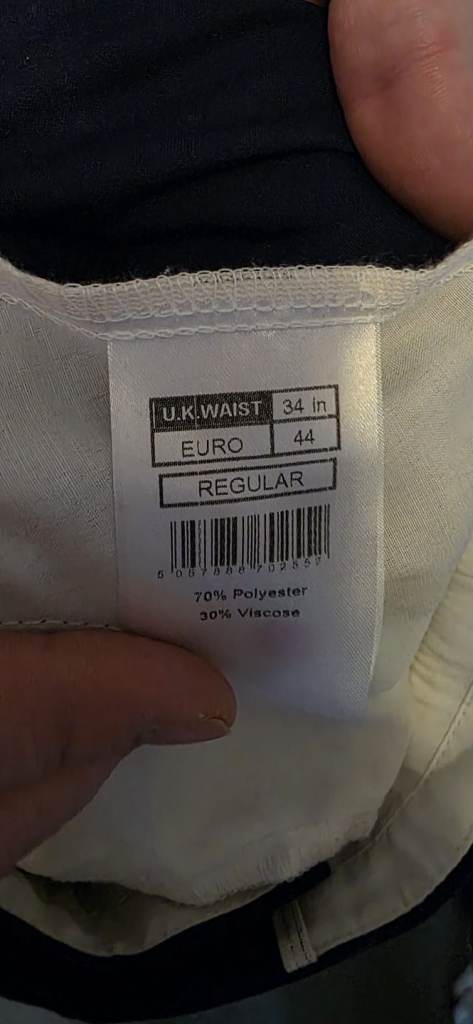 U.K.WAIST 34 in
EURO 44
REGULAR
70% Polyester
30% Viscose